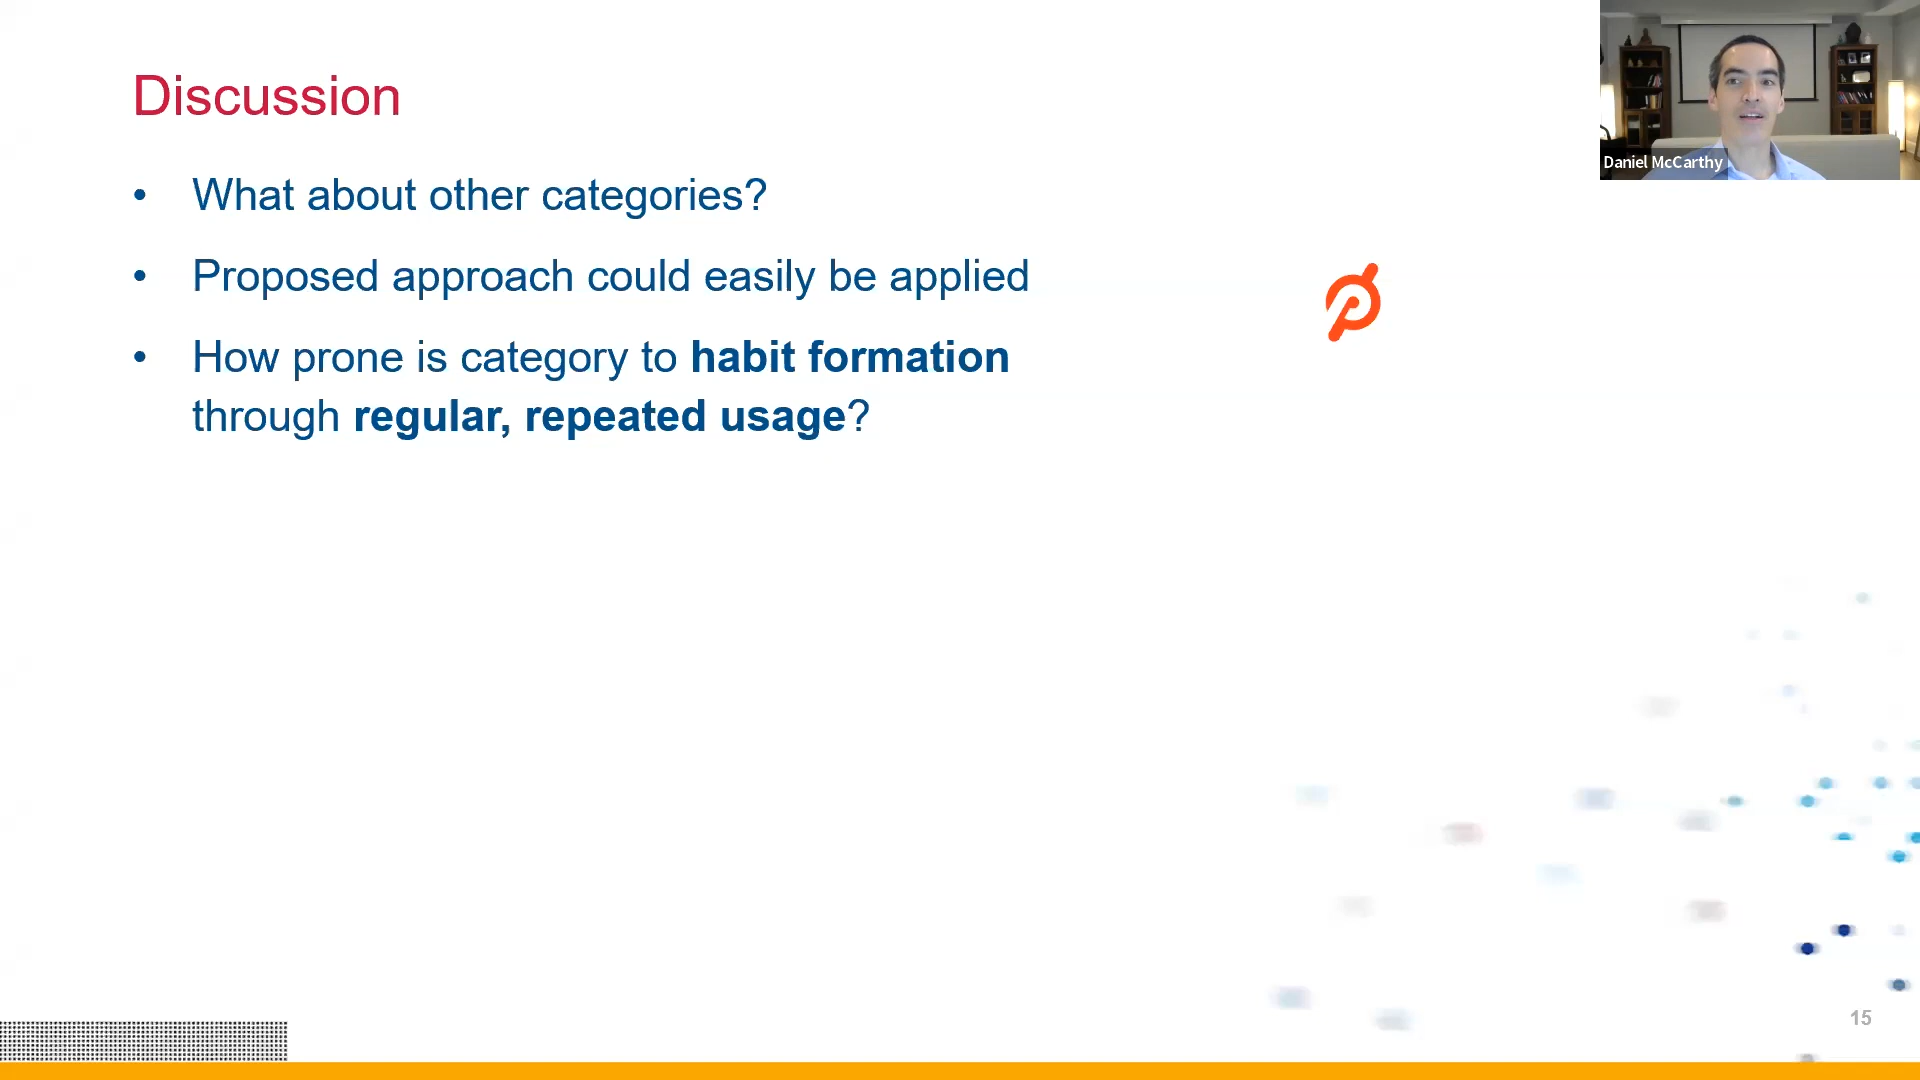 Discussion
• What about other categories?
• Proposed approach could easily be applied
• How prone is category to habit formation
through regular, repeated usage?
Daniel McCarthy
15